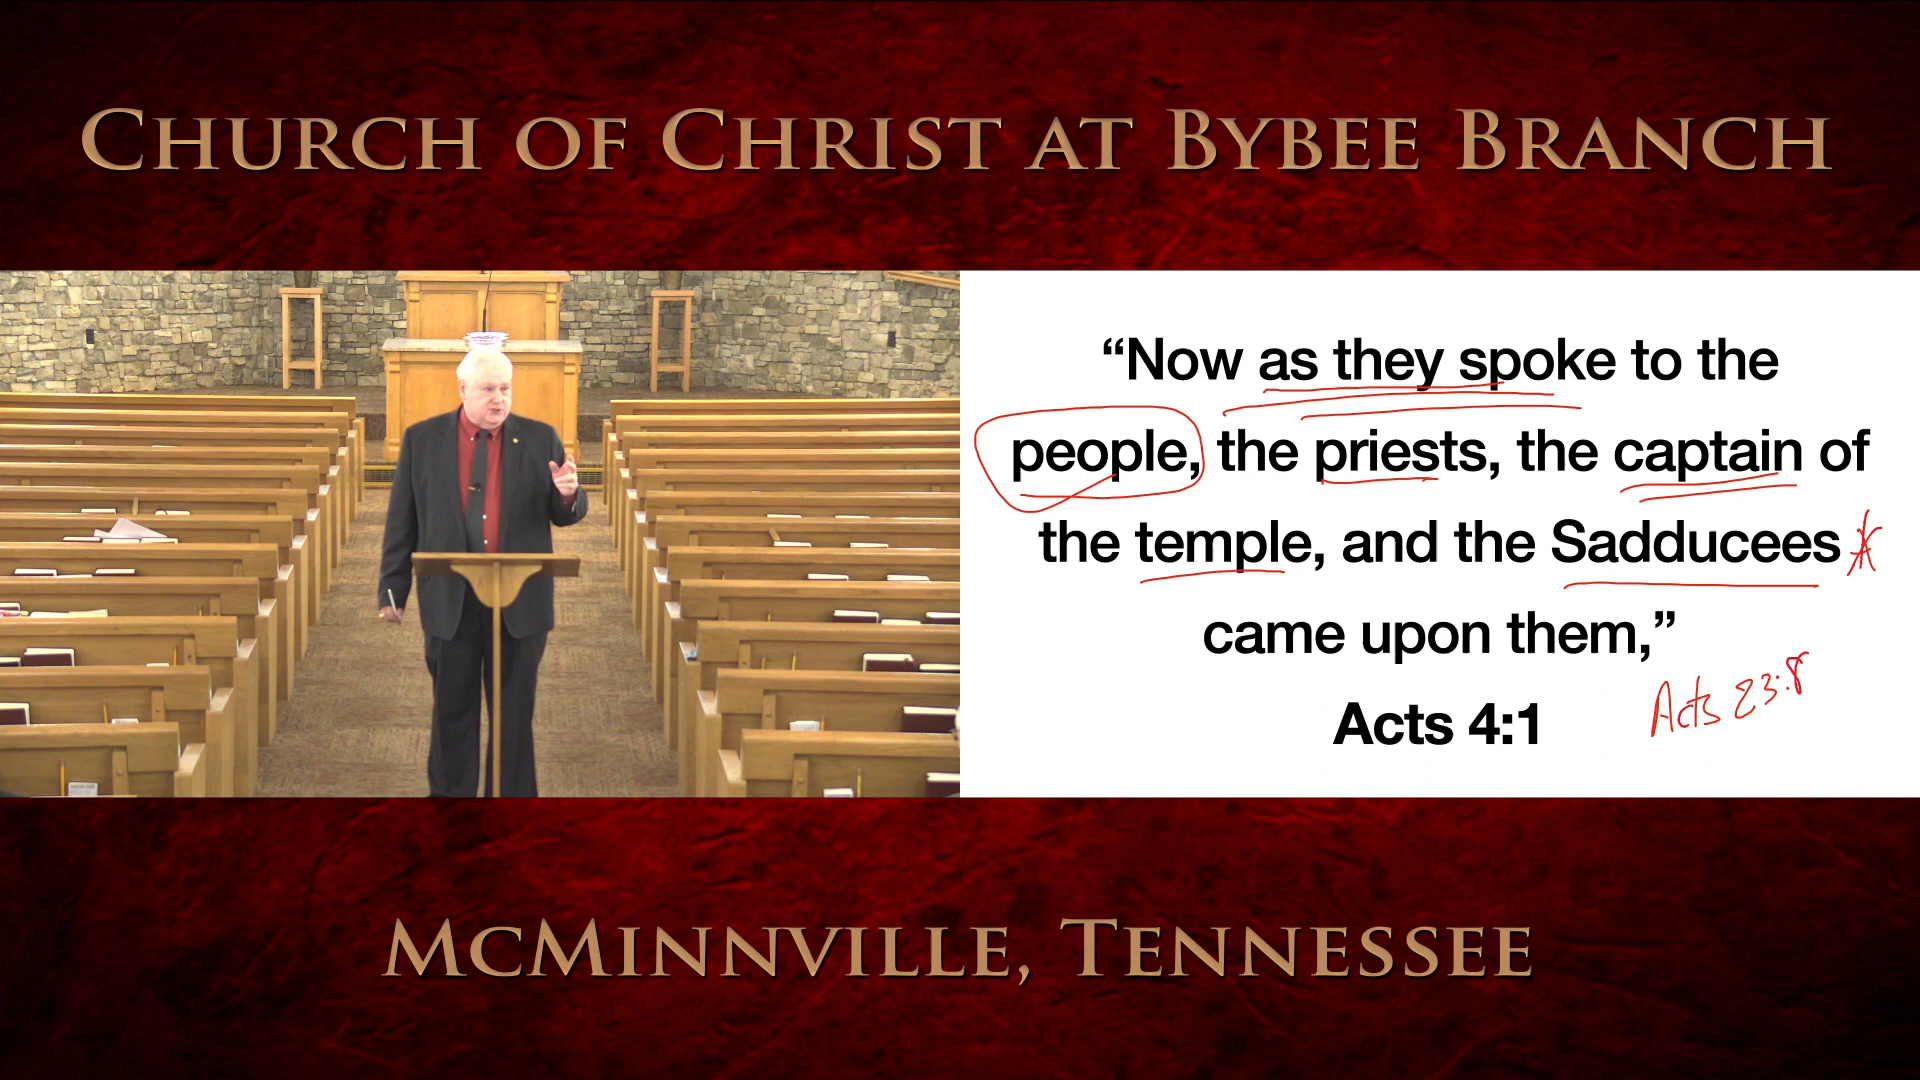 CHURCH OF CHRIST AT BYBEE BRANCH
“Now as they spoke to the
people, the priests, the captain of
the temple, and the Sadducees
came upon them,”
Acts 4:1
Acts 23:8
MCMINNVILLE, TENNESSEE